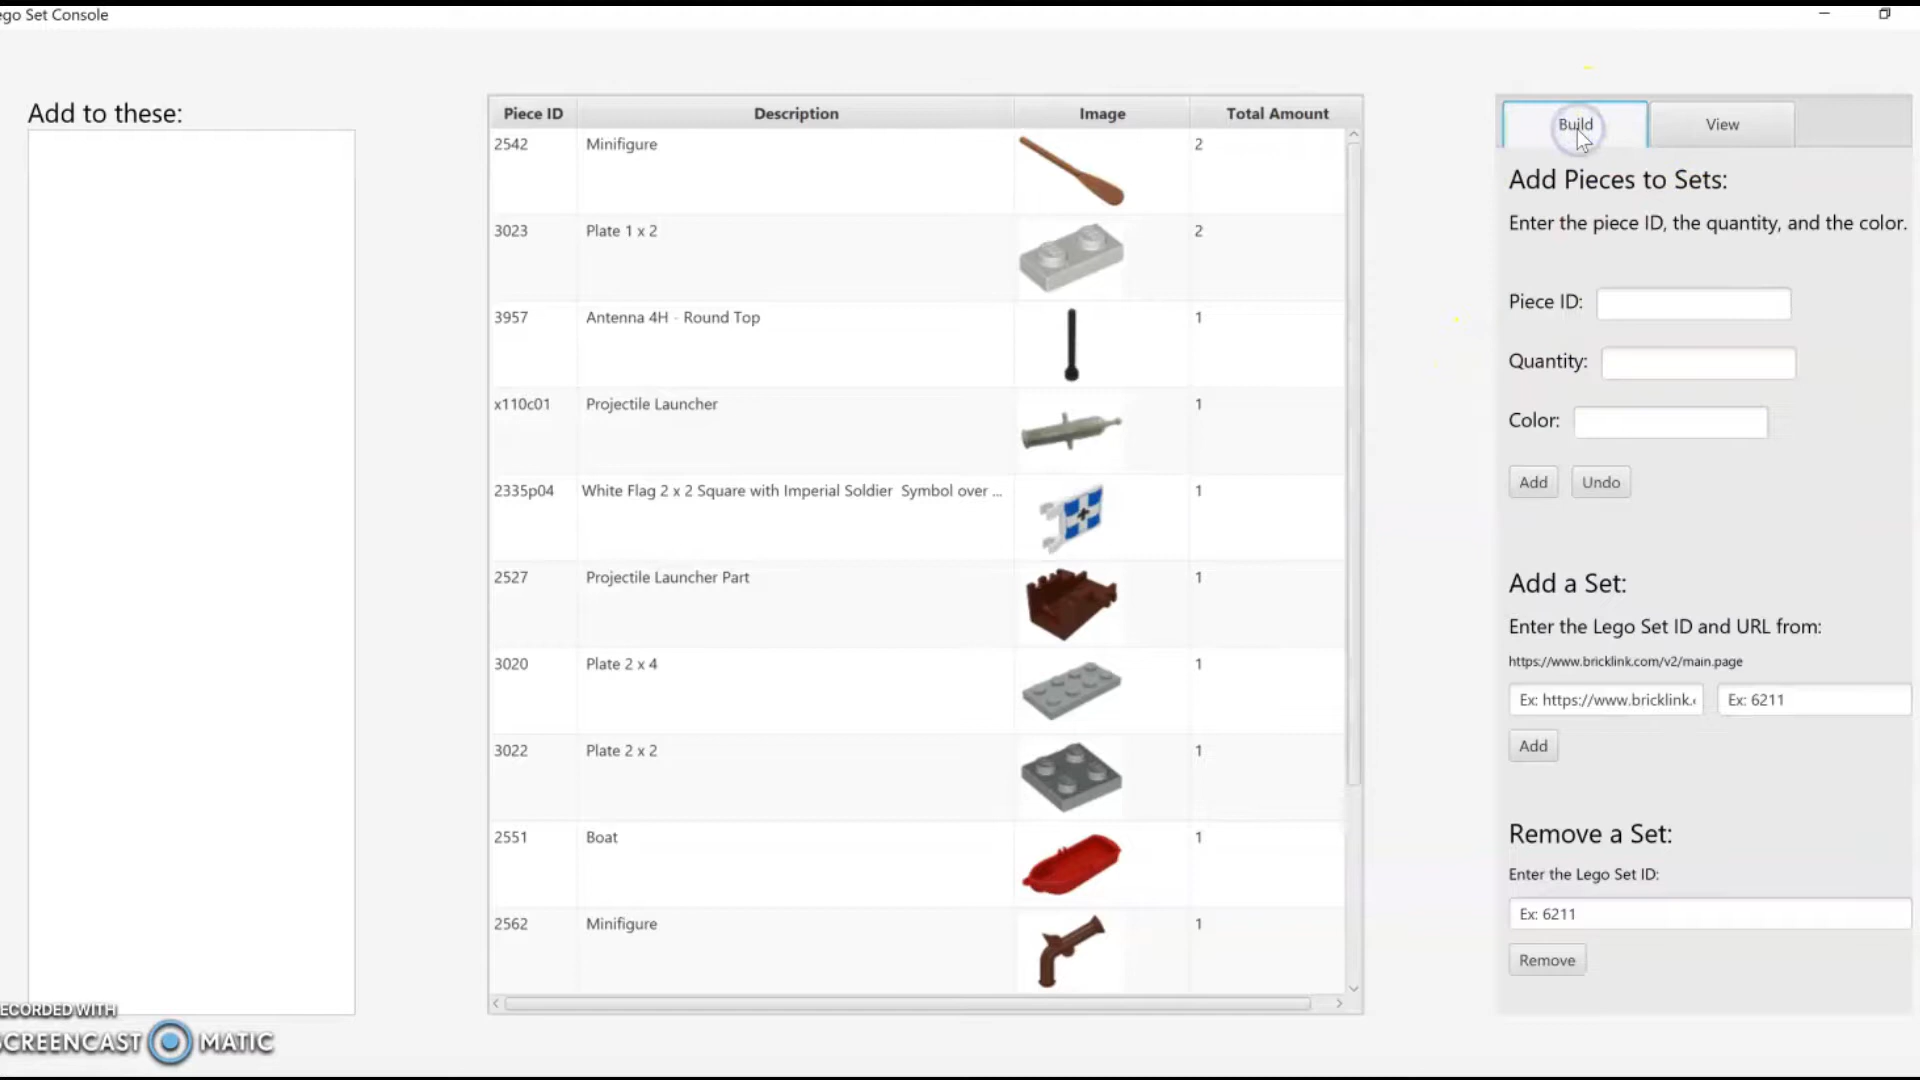 ego Set Console
Add to these:
Piece ID Description Image Total Amount
2542 Minifigure 2
3023 Plate 1 x 2 2
3957 Antenna 4H - Round Top 1
x110c01 Projectile Launcher 1
2335p04 White Flag 2 x 2 Square with Imperial Soldier Symbol over ... 1
2527 Projectile Launcher Part 1
3020 Plate 2 x 4 1
3022 Plate 2 x 2 1
2551 Boat 1
2562 Minifigure 1
Build View
Add Pieces to Sets:
Enter the piece ID, the quantity, and the color.
Piece ID:
Quantity:
Color:
Add Undo
Add a Set:
Enter the Lego Set ID and URL from:
https://www.bricklink.com/v2/main.page
Ex: https://www.bricklink. Ex: 6211
Add
Remove a Set:
Enter the Lego Set ID:
Ex: 6211
Remove
ECORDED WITH
SCREENCAST MATIC